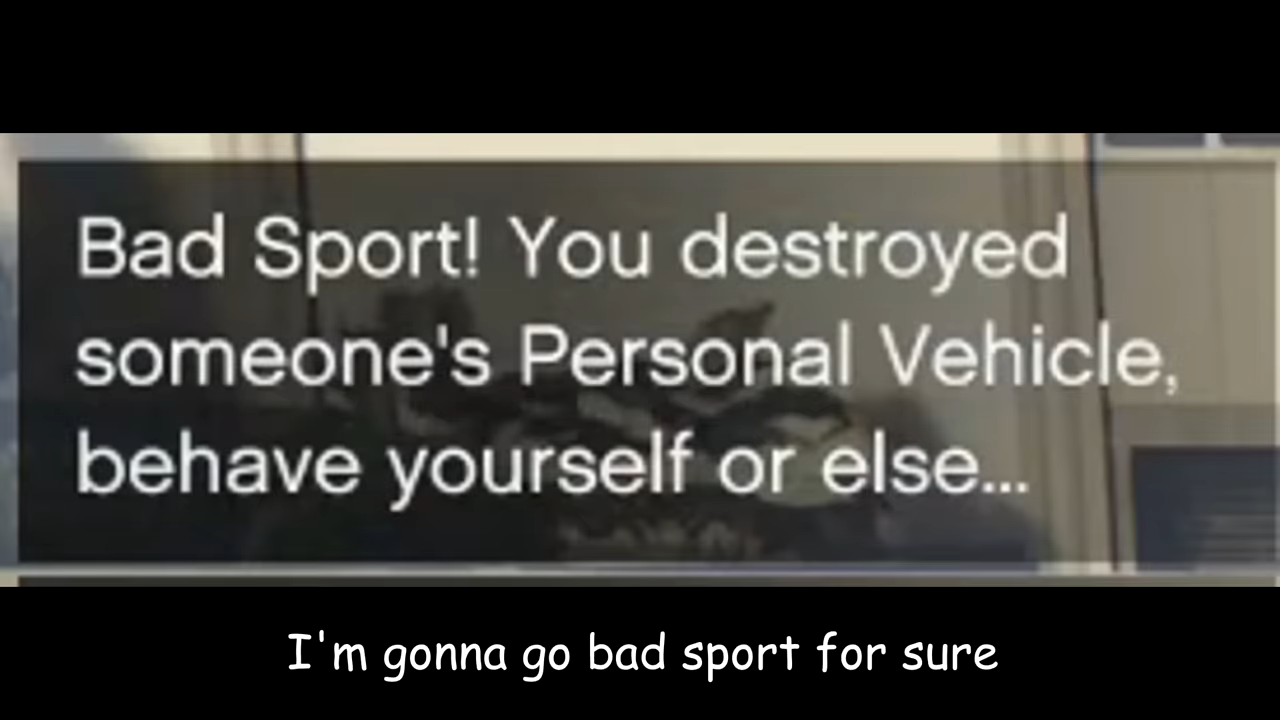 Bad Sport! You destroyed
someone's Personal Vehicle,
behave yourself or else...
I'm gonna go bad sport for sure